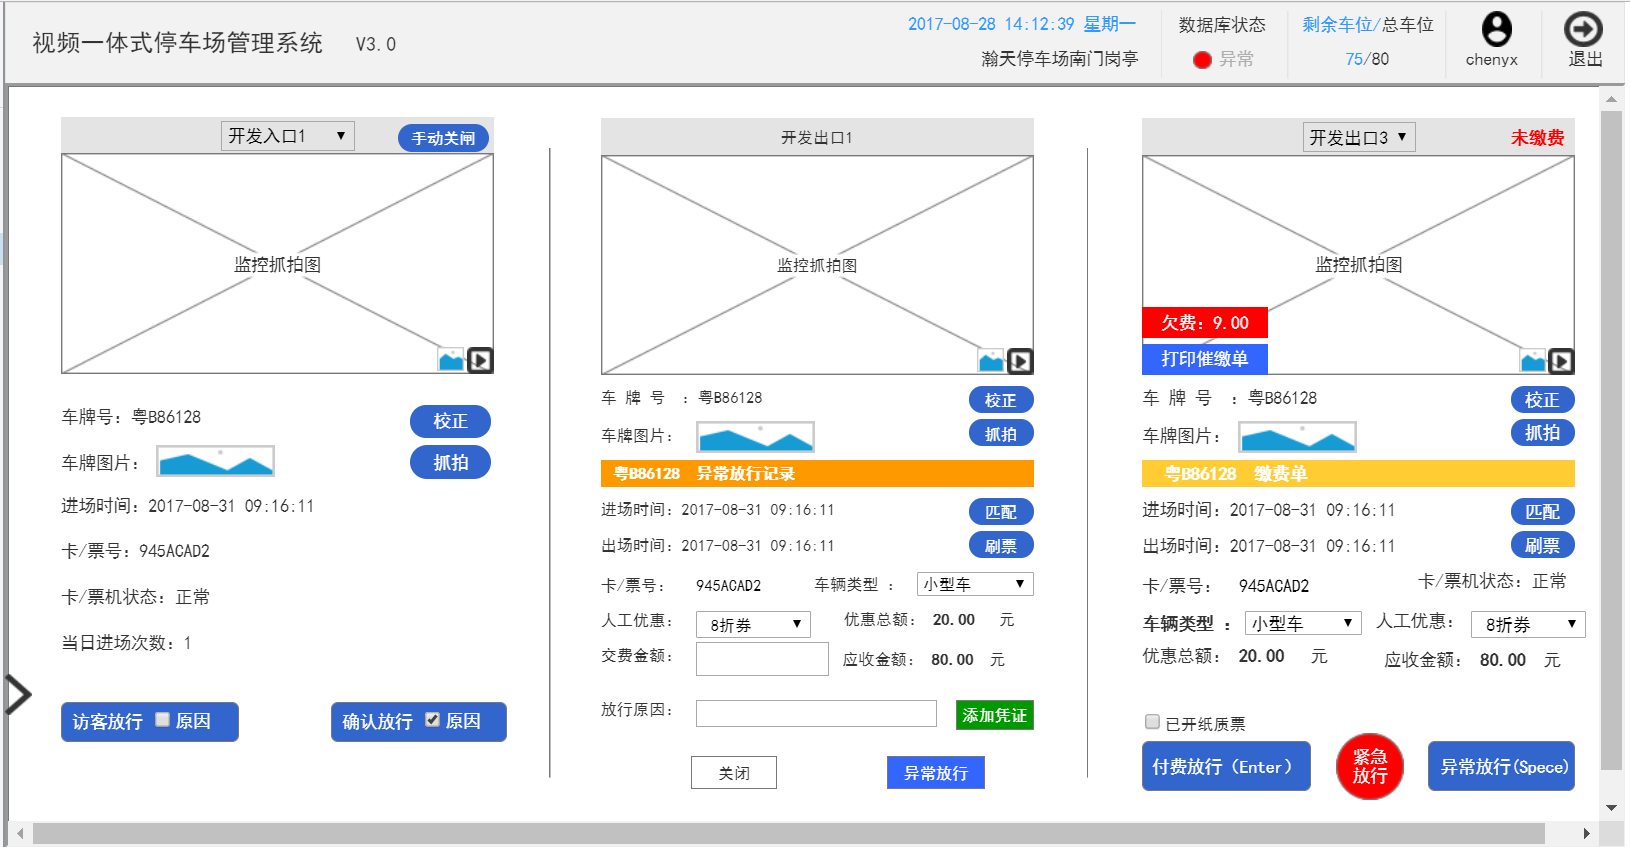 视频一体式停车场管理系统 V3.0
2017-08-28 14:12:39 星期一
瀚天停车场南门岗亭
数据库状态
异常
剩余车位/总车位
75/80
chenyx
退出
开发入口1
手动关闸
监控抓拍图
车牌号：粤B86128
校正
车牌图片：
抓拍
进场时间：2017-08-31 09:16:11
卡/票号：945ACAD2
卡/票机状态：正常
当日进场次数：1
访客放行 原因
确认放行 原因
开发出口1
监控抓拍图
车 牌 号 ：粤B86128
校正
车牌图片：
抓拍
粤B86128 异常放行记录
进场时间：2017-08-31 09:16:11
匹配
出场时间：2017-08-31 09:16:11
刷票
卡/票号： 945ACAD2 车辆类型 ： 小型车
人工优惠： 8折券 优惠总额： 20.00 元
交费金额： 应收金额： 80.00 元
放行原因： 添加凭证
关闭 异常放行
开发出口3
未缴费
监控抓拍图
欠费：9.00
打印催缴单
车 牌 号 ：粤B86128
校正
车牌图片：
抓拍
粤B86128 缴费单
进场时间：2017-08-31 09:16:11
匹配
出场时间：2017-08-31 09:16:11
刷票
卡/票号： 945ACAD2 卡/票机状态：正常
车辆类型 ： 小型车 人工优惠： 8折券
优惠总额： 20.00 元 应收金额： 80.00 元
已开纸质票
付费放行（Enter）
紧急
放行
异常放行(Spece)